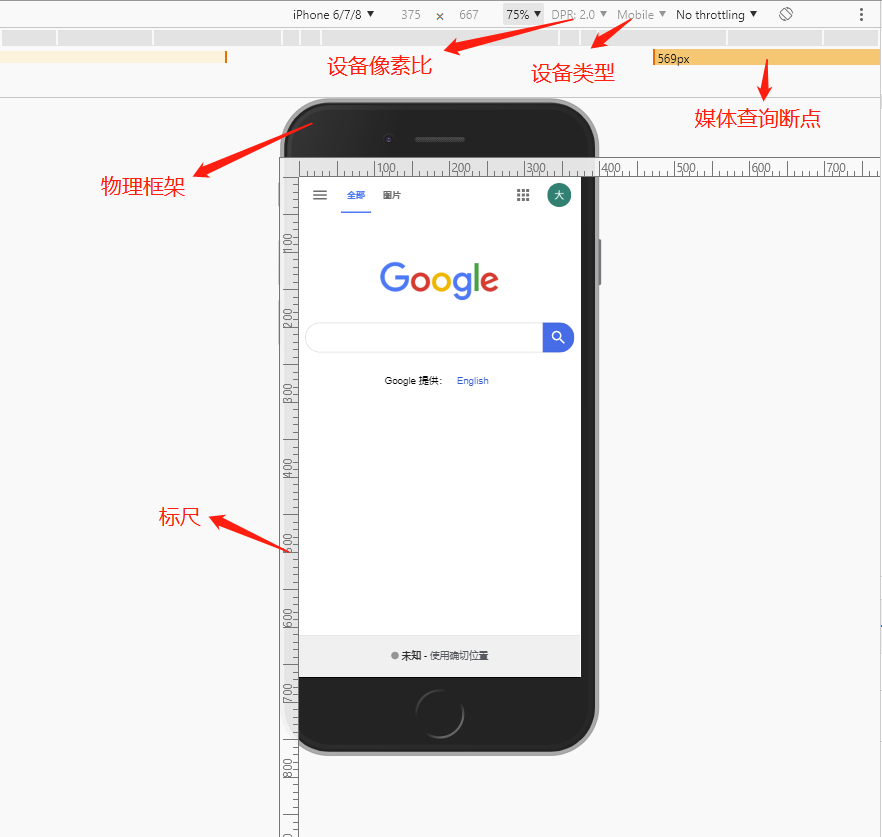 iPhone 6/7/8 ▼ 375 × 667 75% ▼ DPR: 2.0 ▼ Mobile ▼ No throttling ▼
设备像素比
设备类型
569px
媒体查询断点
物理框架
100 200 300 400 500 600 700
全部 图片 大
100
Google
200
Google 提供: English
300
400
标尺
500
600
未知 - 使用确切位置
700
800